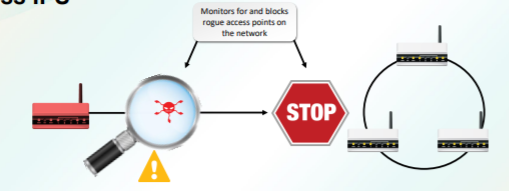 Monitors for and blocks
rogue access points on
the network
STOP